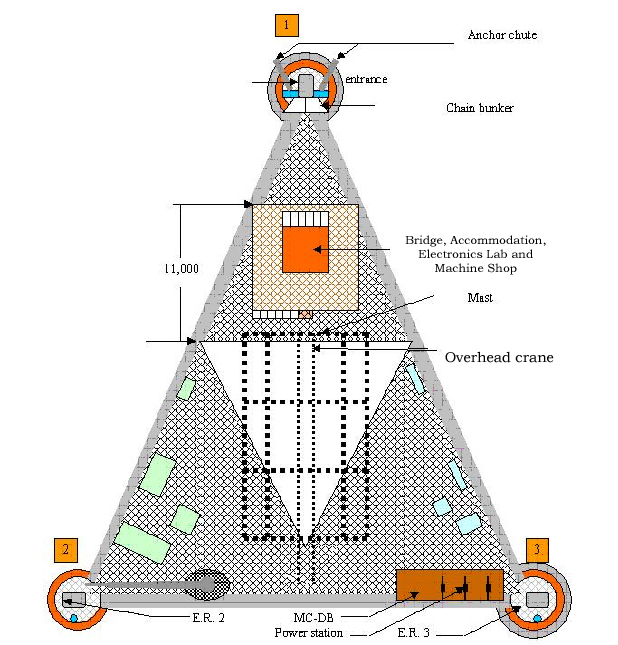 1
Anchor chute
entrance
Chain bunker
Bridge, Accommodation,
Electronics Lab and
Machine Shop
11,000
Mast
Overhead crane
2
3
E.R. 2
MC-DB
Power station
E.R. 3